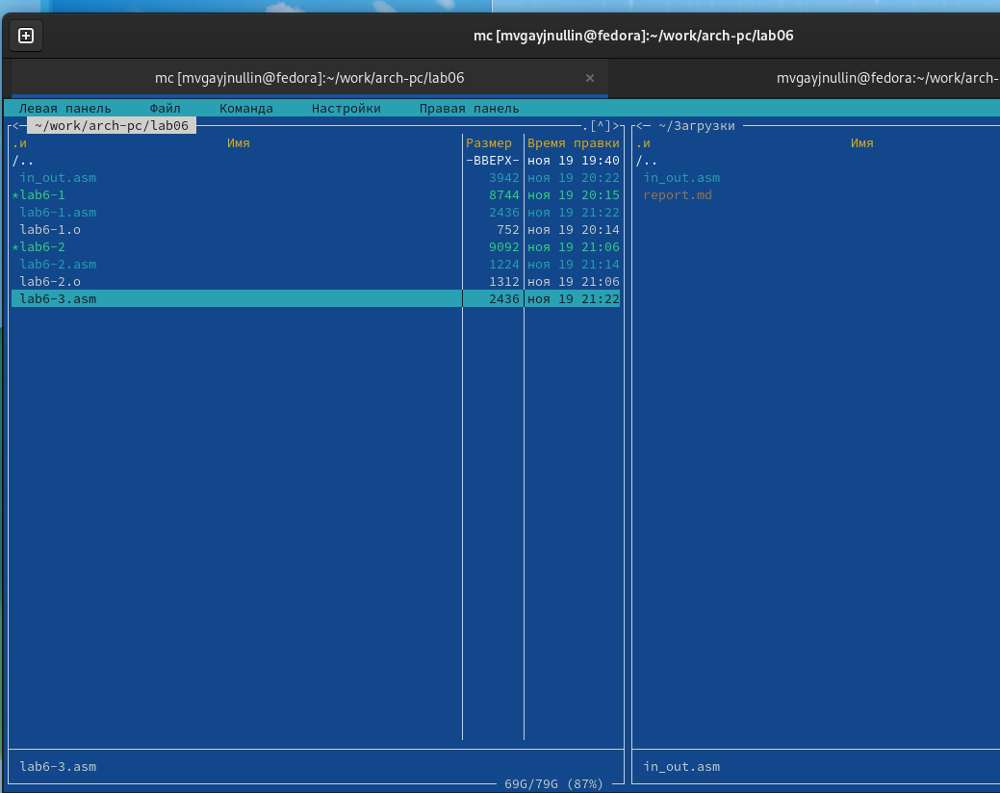 mc [mvgayjnullin@fedora]:~/work/arch-pc/lab06
mc [mvgayjnullin@fedora]:~/work/arch-pc/lab06 × mvgayjnullin@fedora:~/work/arch-
Левая панель Файл Команда Настройки Правая панель
<─ ~/work/arch-pc/lab06 .[^]> <─ ~/Загрузки
.и Имя Размер Время правки .и Имя
/.. -ВВЕРХ- ноя 19 19:40 /..
in_out.asm 3942 ноя 19 20:22 in_out.asm
*lab6-1 8744 ноя 19 20:15 report.md
lab6-1.asm 2436 ноя 19 21:22
lab6-1.o 752 ноя 19 20:14
*lab6-2 9092 ноя 19 21:06
lab6-2.asm 1224 ноя 19 21:14
lab6-2.o 1312 ноя 19 21:06
lab6-3.asm 2436 ноя 19 21:22
lab6-3.asm in_out.asm
69G/79G (87%)